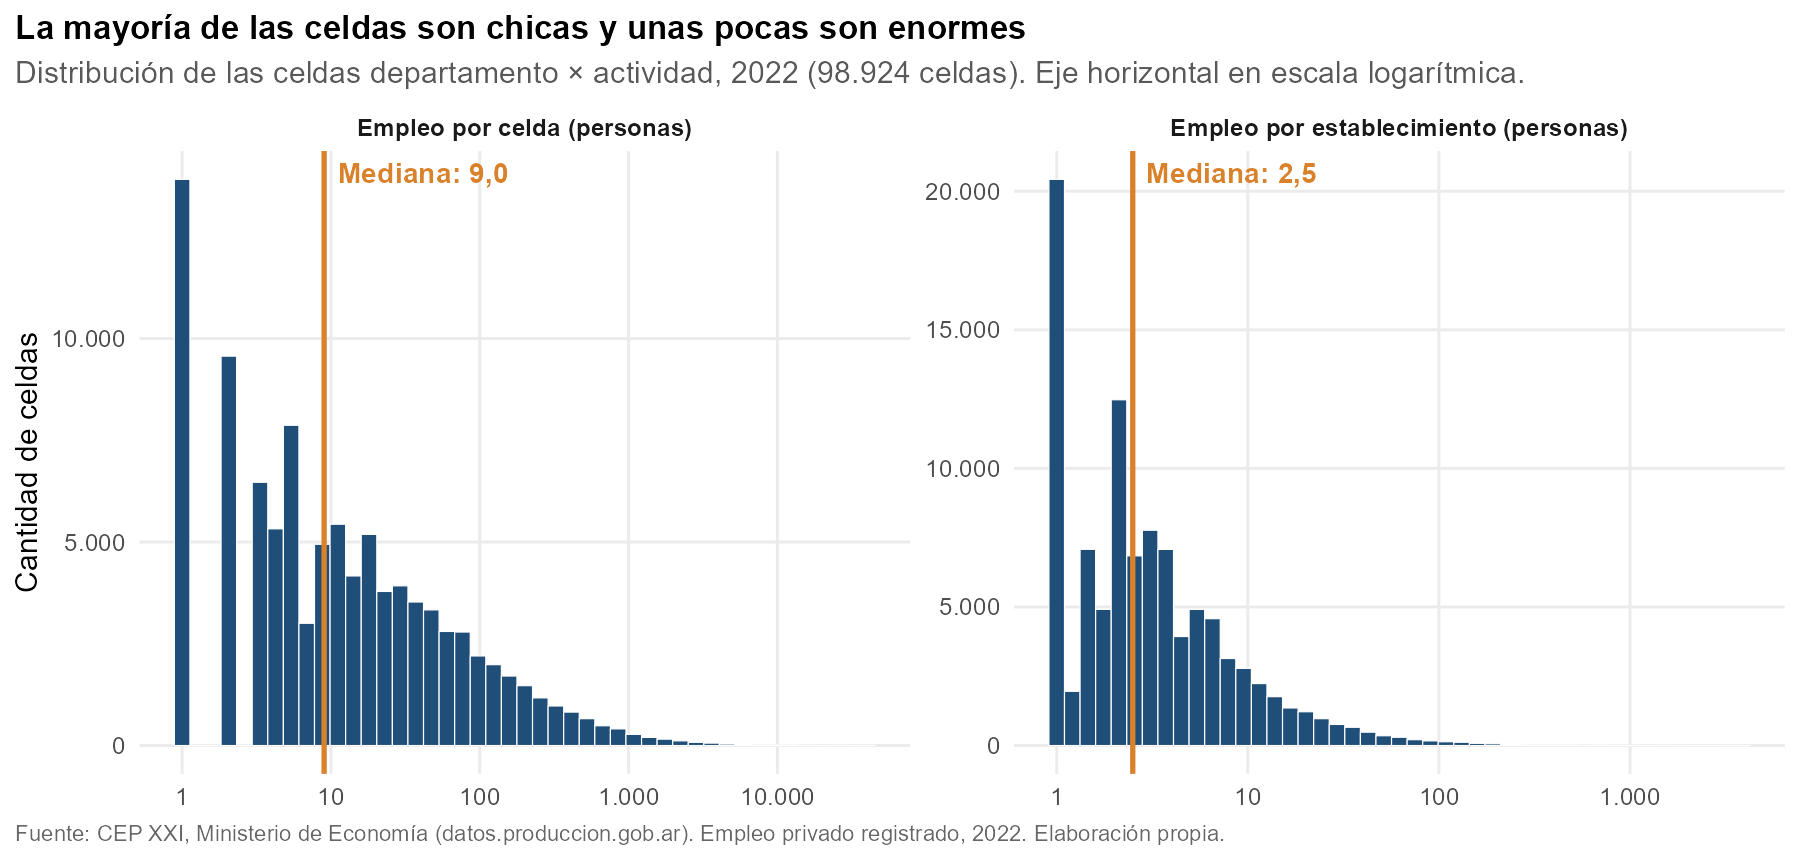 La mayoría de las celdas son chicas y unas pocas son enormes
Distribución de las celdas departamento × actividad, 2022 (98.924 celdas). Eje horizontal en escala logarítmica.
Empleo por celda (personas)
Mediana: 9,0
Cantidad de celdas
10.000
5.000
0
1
10
100
1.000
10.000
Empleo por establecimiento (personas)
Mediana: 2,5
20.000
15.000
10.000
5.000
0
1
10
100
1.000
Fuente: CEP XXI, Ministerio de Economía (datos.produccion.gob.ar). Empleo privado registrado, 2022. Elaboración propia.